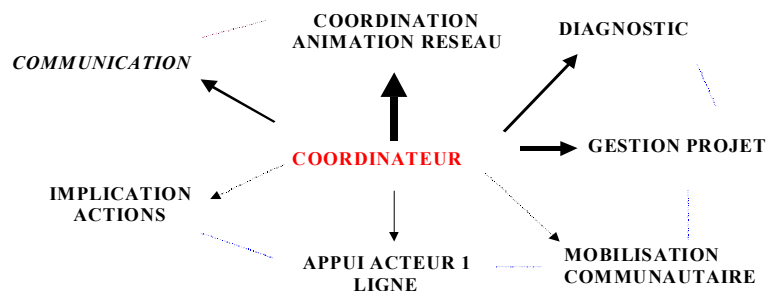 COORDINATION
ANIMATION RESEAU
DIAGNOSTIC
COMMUNICATION
GESTION PROJET
COORDINATEUR
IMPLICATION
ACTIONS
APPUI ACTEUR 1
LIGNE
MOBILISATION
COMMUNAUTAIRE